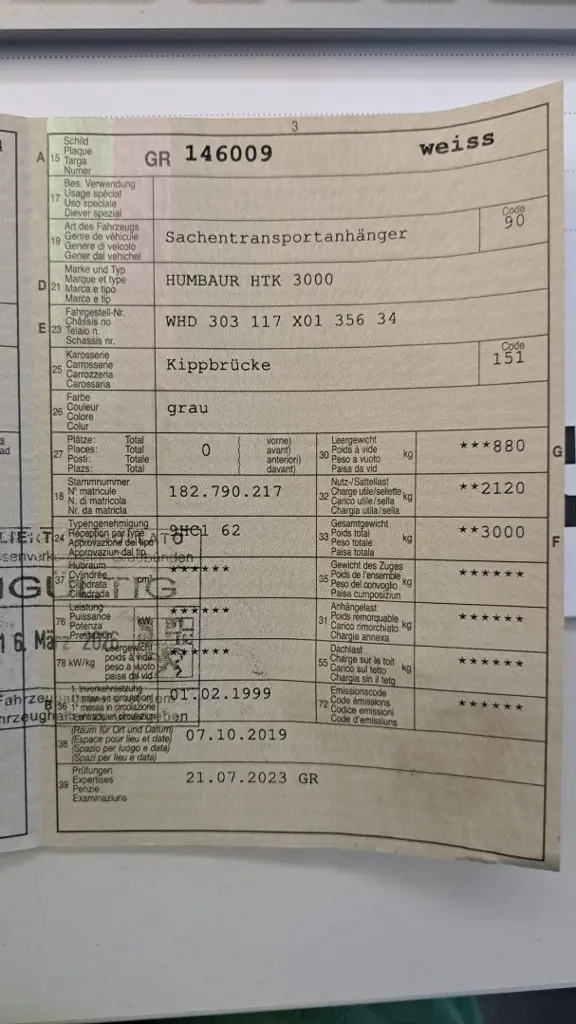 3
A 15 Schild
Plaque
Targa
Numer
GR 146009 weiss
17 Bes. Verwendung
Usage spécial
Uso speciale
Diever spezial
19 Art des Fahrzeugs
Genre de véhicule
Genere di veicolo
Gener dal vehichel
Sachentransportanhänger
Code
90
D 21 Marke und Typ
Marque et type
Marca e tipo
Marca e tip
HUMBAUR HTK 3000
E 23 Fahrgestell-Nr.
Châssis no
Telaio n.
Schassis nr.
WHD 303 117 X01 356 34
25 Karosserie
Carrosserie
Carrozzeria
Carossaria
Kippbrücke
Code
151
26 Farbe
Couleur
Colore
Colur
grau
27 Plätze: Total
Places: Total
Posti: Totale
Plazs: Total
0
vorne)
avant)
anteriori)
davant)
30 Leergewicht
Poids à vide
Peso a vuoto
Paisa da vid
kg
***880
G
18 Stammnummer
N° matricule
N. di matricola
Nr. da matricla
182.790.217
32 Nutz-/Sattellast
Charge utile/sellette
Carico utile/sella
Chargia utila/sella
kg
**2120
24 Typengenehmigung
Réception par type
Approvazione del tipo
Approvaziun dal tip
9HC1 62
33 Gesamtgewicht
Poids total
Peso totale
Paisa totala
kg
**3000
F
37 Hubraum
Cylindrée
Cilindrata
Cilindrada
******
35 Gewicht des Zuges
Poids de l'ensemble
Peso del convoglio
Paisa cumposiziun
kg
******
76 Leistung
Puissance
Potenza
kW
******
31 Anhängelast
Poids remorquable
Carico rimorchiato
Chargia annexa
kg
******
16. März
78 kW/kg
Leergewicht
poids à vide
peso a vuoto
paisa da vid
******
55 Dachlast
Charge sur le toit
Carico sul tetto
Chargia sin il tetg
kg
******
B 36 1. Inverkehrsetzung
1re mise en circulation
1a messa in circolazione
01.02.1999
72 Emissionscode
Code émissions
Codice emissioni
Code d'emissiuns
******
38 (Raum für Ort und Datum)
(Espace pour lieu et date)
(Spazio per luogo e data)
(Spazi per lieu e data)
07.10.2019
39 Prüfungen
Expertises
Perizie
Examinaziuns
21.07.2023 GR